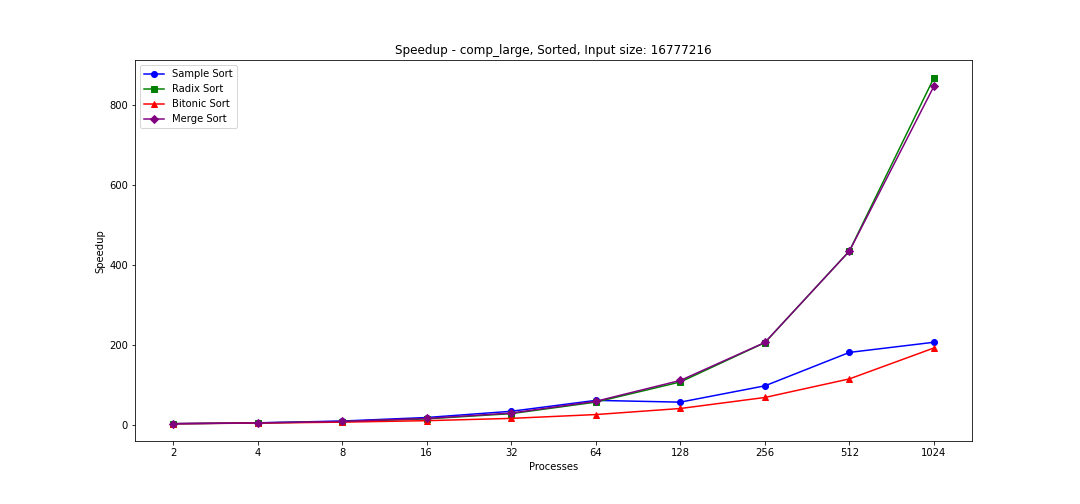 Speedup - comp_large, Sorted, Input size: 16777216
Sample Sort
Radix Sort
Bitonic Sort
Merge Sort
800
600
400
200
0
Speedup
2 4 8 16 32 64 128 256 512 1024
Processes